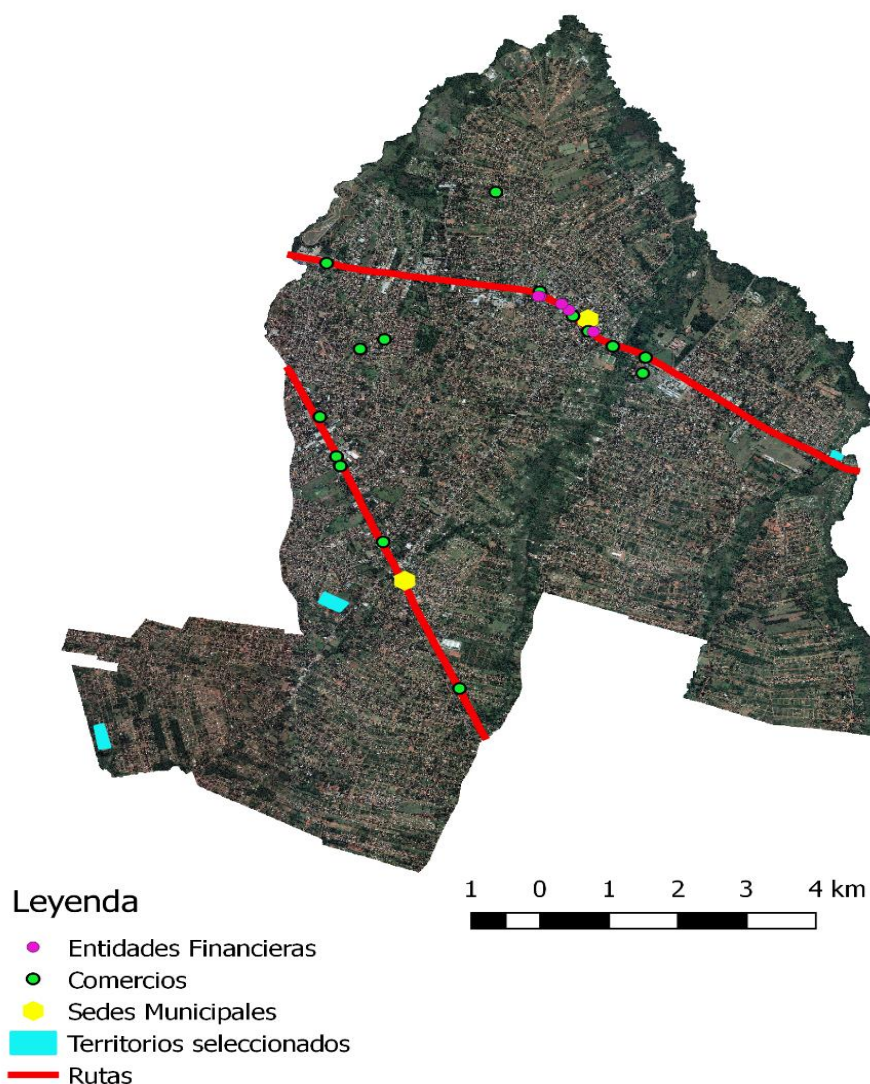 1 0 1 2 3 4 km
Leyenda
Entidades Financieras
Comercios
Sedes Municipales
Territorios seleccionados
Rutas